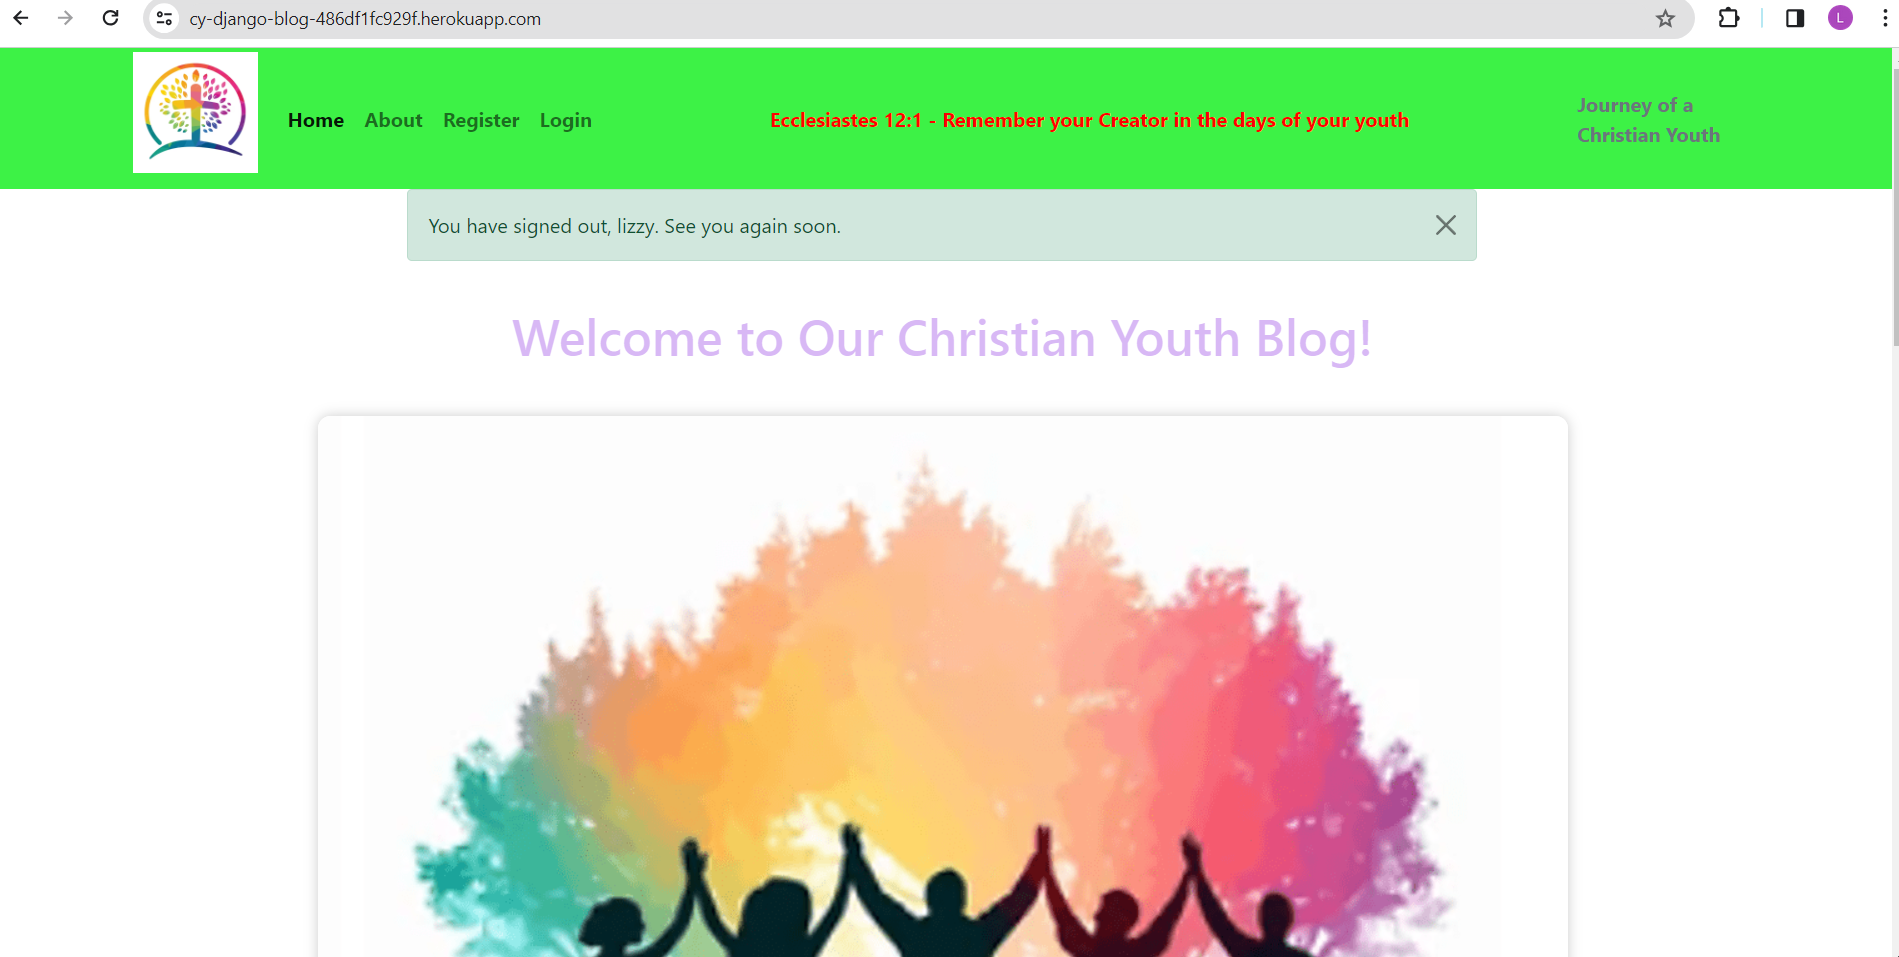 cy-django-blog-486df1fc929f.herokuapp.com
L
Home About Register Login
Ecclesiastes 12:1 - Remember your Creator in the days of your youth
Journey of a
Christian Youth
You have signed out, lizzy. See you again soon.
Welcome to Our Christian Youth Blog!